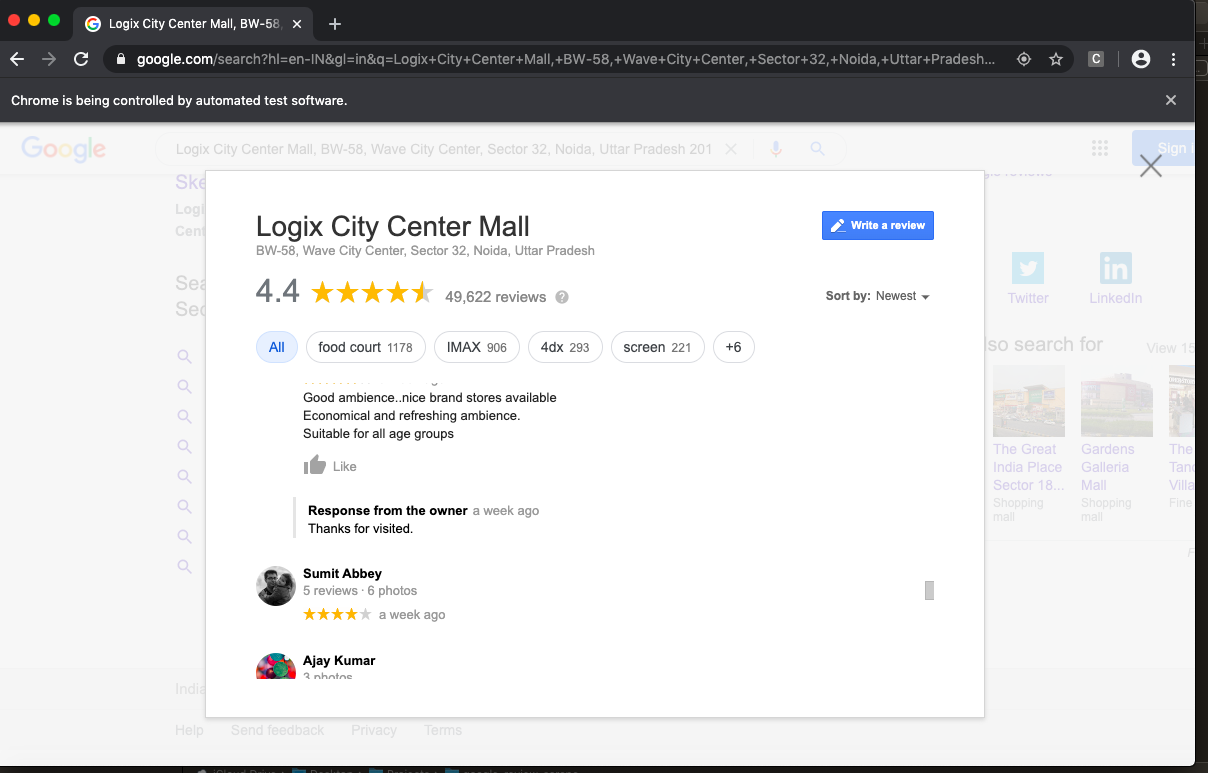 Logix City Center Mall, BW-58,
google.com/search?hl=en-IN&gl=in&q=Logix+City+Center+Mall,+BW-58,+Wave+City+Center,+Sector+32,+Noida,+Uttar+Pradesh...
C
Chrome is being controlled by automated test software.
Google
Logix City Center Mall, BW-58, Wave City Center, Sector 32, Noida, Uttar Pradesh 201
Sign i
Ske
Logi
Cent
Logix City Center Mall
Write a review
BW-58, Wave City Center, Sector 32, Noida, Uttar Pradesh
Sea
Sec
4.4
49,622 reviews
Sort by: Newest
Twitter
LinkedIn
All
food court 1178
IMAX 906
4dx 293
screen 221
+6
so search for
View 15
Good ambience..nice brand stores available
Economical and refreshing ambience.
Suitable for all age groups
Like
The Great
India Place
Sector 18...
Shopping
mall
Gardens
Galleria
Mall
Shopping
mall
The
Tand
Villa
Fine
Response from the owner a week ago
Thanks for visited.
Sumit Abbey
5 reviews · 6 photos
a week ago
Ajay Kumar
3 photos
India
Help
Send feedback
Privacy
Terms